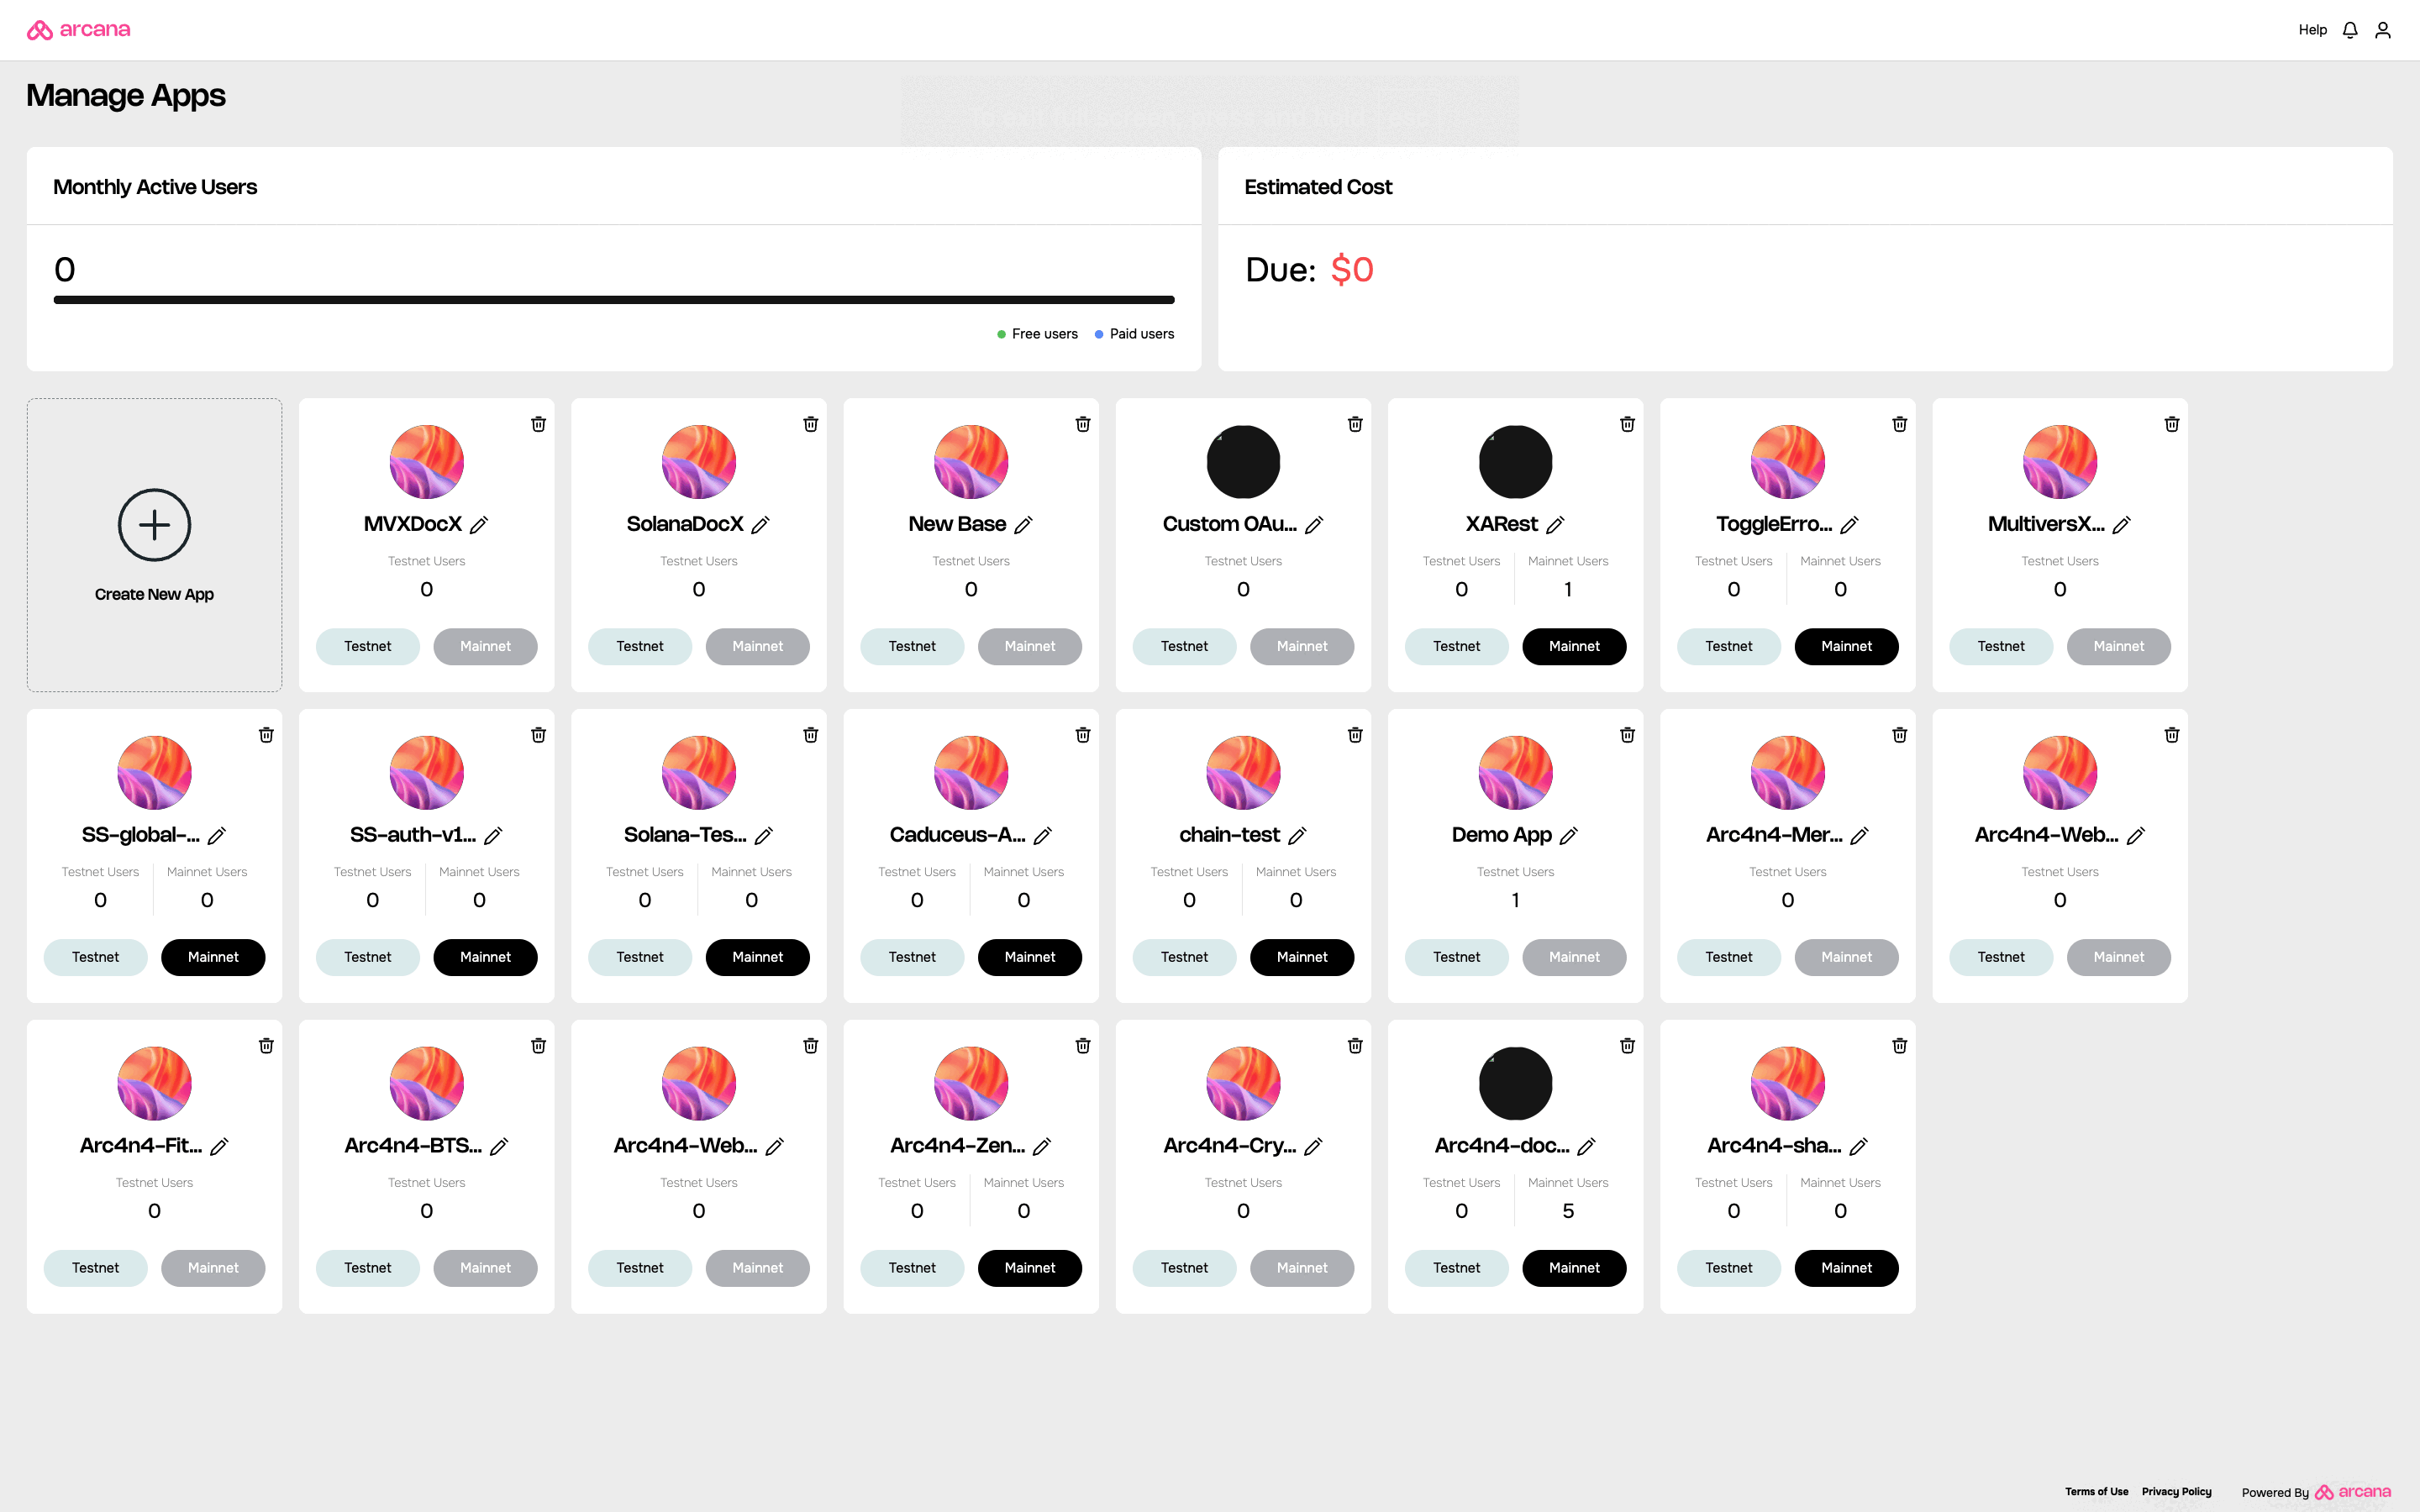 arcana
Help
Manage Apps
Monthly Active Users
0
Free users Paid users
Estimated Cost
Due: $0
Create New App
MVXDocX
Testnet Users
0
Testnet Mainnet
SolanaDocX
Testnet Users
0
Testnet Mainnet
New Base
Testnet Users
0
Testnet Mainnet
Custom OAu...
Testnet Users
0
Testnet Mainnet
XARest
Testnet Users Mainnet Users
0 1
Testnet Mainnet
ToggleErro...
Testnet Users Mainnet Users
0 0
Testnet Mainnet
MultiversX...
Testnet Users
0
Testnet Mainnet
SS-global-...
Testnet Users Mainnet Users
0 0
Testnet Mainnet
SS-auth-v1...
Testnet Users Mainnet Users
0 0
Testnet Mainnet
Solana-Tes...
Testnet Users Mainnet Users
0 0
Testnet Mainnet
Caduceus-A...
Testnet Users Mainnet Users
0 0
Testnet Mainnet
chain-test
Testnet Users Mainnet Users
0 0
Testnet Mainnet
Demo App
Testnet Users
1
Testnet Mainnet
Arc4n4-Mer...
Testnet Users
0
Testnet Mainnet
Arc4n4-Web...
Testnet Users
0
Testnet Mainnet
Arc4n4-Fit...
Testnet Users
0
Testnet Mainnet
Arc4n4-BTS...
Testnet Users
0
Testnet Mainnet
Arc4n4-Web...
Testnet Users
0
Testnet Mainnet
Arc4n4-Zen...
Testnet Users Mainnet Users
0 0
Testnet Mainnet
Arc4n4-Cry...
Testnet Users
0
Testnet Mainnet
Arc4n4-doc...
Testnet Users Mainnet Users
0 5
Testnet Mainnet
Arc4n4-sha...
Testnet Users Mainnet Users
0 0
Testnet Mainnet
Terms of Use Privacy Policy Powered By arcana